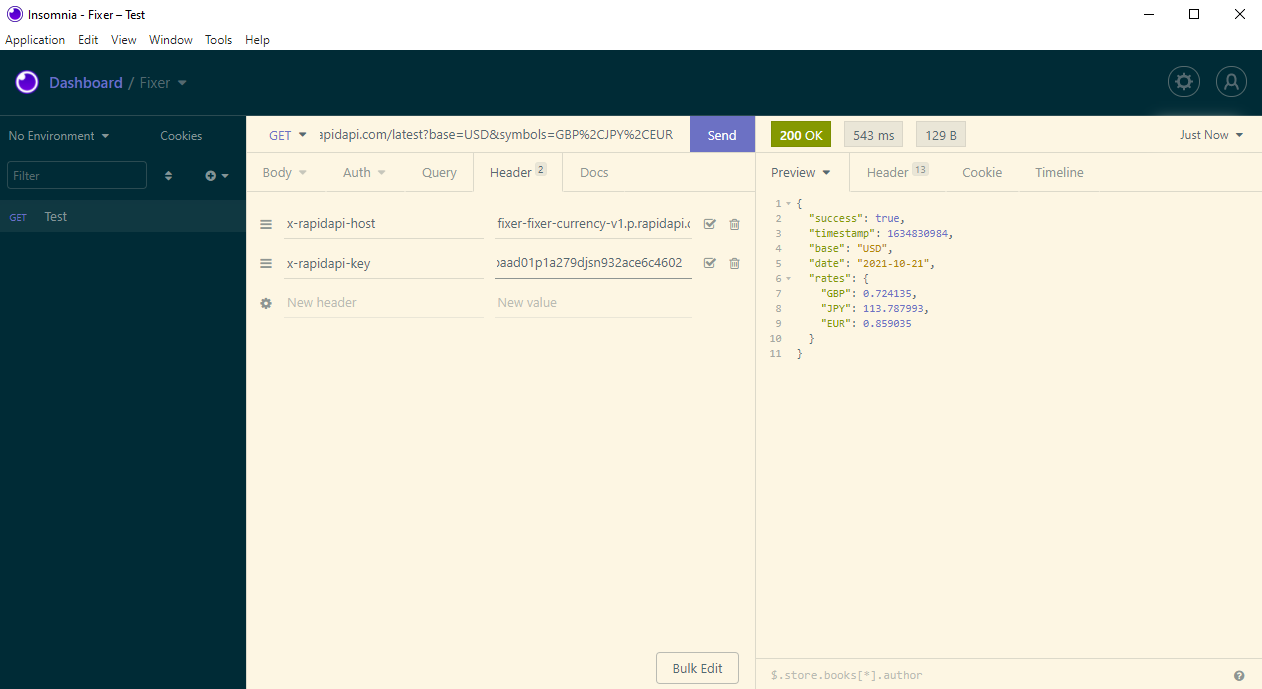 Insomnia - Fixer – Test
Application Edit View Window Tools Help
Dashboard / Fixer
No Environment Cookies
Filter
GET Test
GET apidapi.com/latest?base=USD&symbols=GBP%2CJPY%2CEUR Send
Body Auth Query Header 2 Docs
x-rapidapi-host fixer-fixer-currency-v1.p.rapidapi.c
x-rapidapi-key paad01p1a279djsn932ace6c4602
New header New value
Bulk Edit
200 OK 543 ms 129 B Just Now
Preview Header 13 Cookie Timeline
1 {
2 "success": true,
3 "timestamp": 1634830984,
4 "base": "USD",
5 "date": "2021-10-21",
6 "rates": {
7 "GBP": 0.724135,
8 "JPY": 113.787993,
9 "EUR": 0.859035
10 }
11 }
$.store.books[*].author